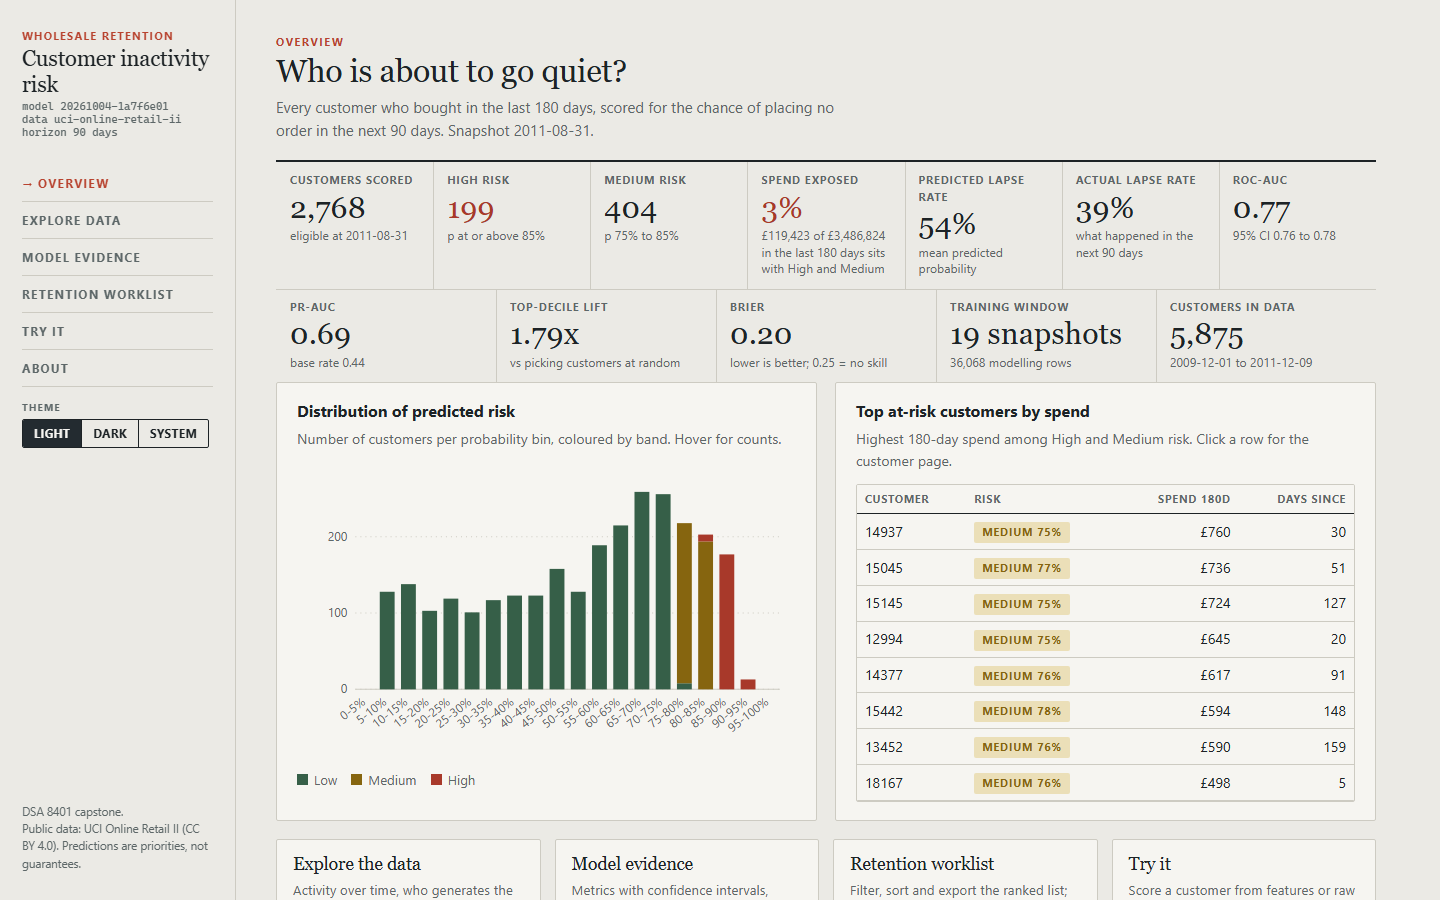 WHOLESALE RETENTION
Customer inactivity
risk
model 20261004-1a7f6e01
data uci-online-retail-ii
horizon 90 days
→ OVERVIEW
EXPLORE DATA
MODEL EVIDENCE
RETENTION WORKLIST
TRY IT
ABOUT
THEME
LIGHT DARK SYSTEM
DSA 8401 capstone.
Public data: UCI Online Retail II (CC
BY 4.0). Predictions are priorities, not
guarantees.
OVERVIEW
Who is about to go quiet?
Every customer who bought in the last 180 days, scored for the chance of placing no
order in the next 90 days. Snapshot 2011-08-31.
CUSTOMERS SCORED
2,768
eligible at 2011-08-31
HIGH RISK
199
p at or above 85%
MEDIUM RISK
404
p 75% to 85%
SPEND EXPOSED
3%
£119,423 of £3,486,824
in the last 180 days sits
with High and Medium
PREDICTED LAPSE
RATE
54%
mean predicted
probability
ACTUAL LAPSE RATE
39%
what happened in the
next 90 days
ROC-AUC
0.77
95% CI 0.76 to 0.78
PR-AUC
0.69
base rate 0.44
TOP-DECILE LIFT
1.79x
vs picking customers at random
BRIER
0.20
lower is better; 0.25 = no skill
TRAINING WINDOW
19 snapshots
36,068 modelling rows
CUSTOMERS IN DATA
5,875
2009-12-01 to 2011-12-09
Distribution of predicted risk
Number of customers per probability bin, coloured by band. Hover for counts.
200
100
0
0-5%
5-10%
10-15%
15-20%
20-25%
25-30%
30-35%
35-40%
40-45%
45-50%
50-55%
55-60%
60-65%
65-70%
70-75%
75-80%
80-85%
85-90%
90-95%
95-100%
Low Medium High
Top at-risk customers by spend
Highest 180-day spend among High and Medium risk. Click a row for the
customer page.
CUSTOMER RISK SPEND 180D DAYS SINCE
14937 MEDIUM 75% £760 30
15045 MEDIUM 77% £736 51
15145 MEDIUM 75% £724 127
12994 MEDIUM 75% £645 20
14377 MEDIUM 76% £617 91
15442 MEDIUM 78% £594 148
13452 MEDIUM 76% £590 159
18167 MEDIUM 76% £498 5
Explore the data
Activity over time, who generates the
Model evidence
Metrics with confidence intervals,
Retention worklist
Filter, sort and export the ranked list;
Try it
Score a customer from features or raw